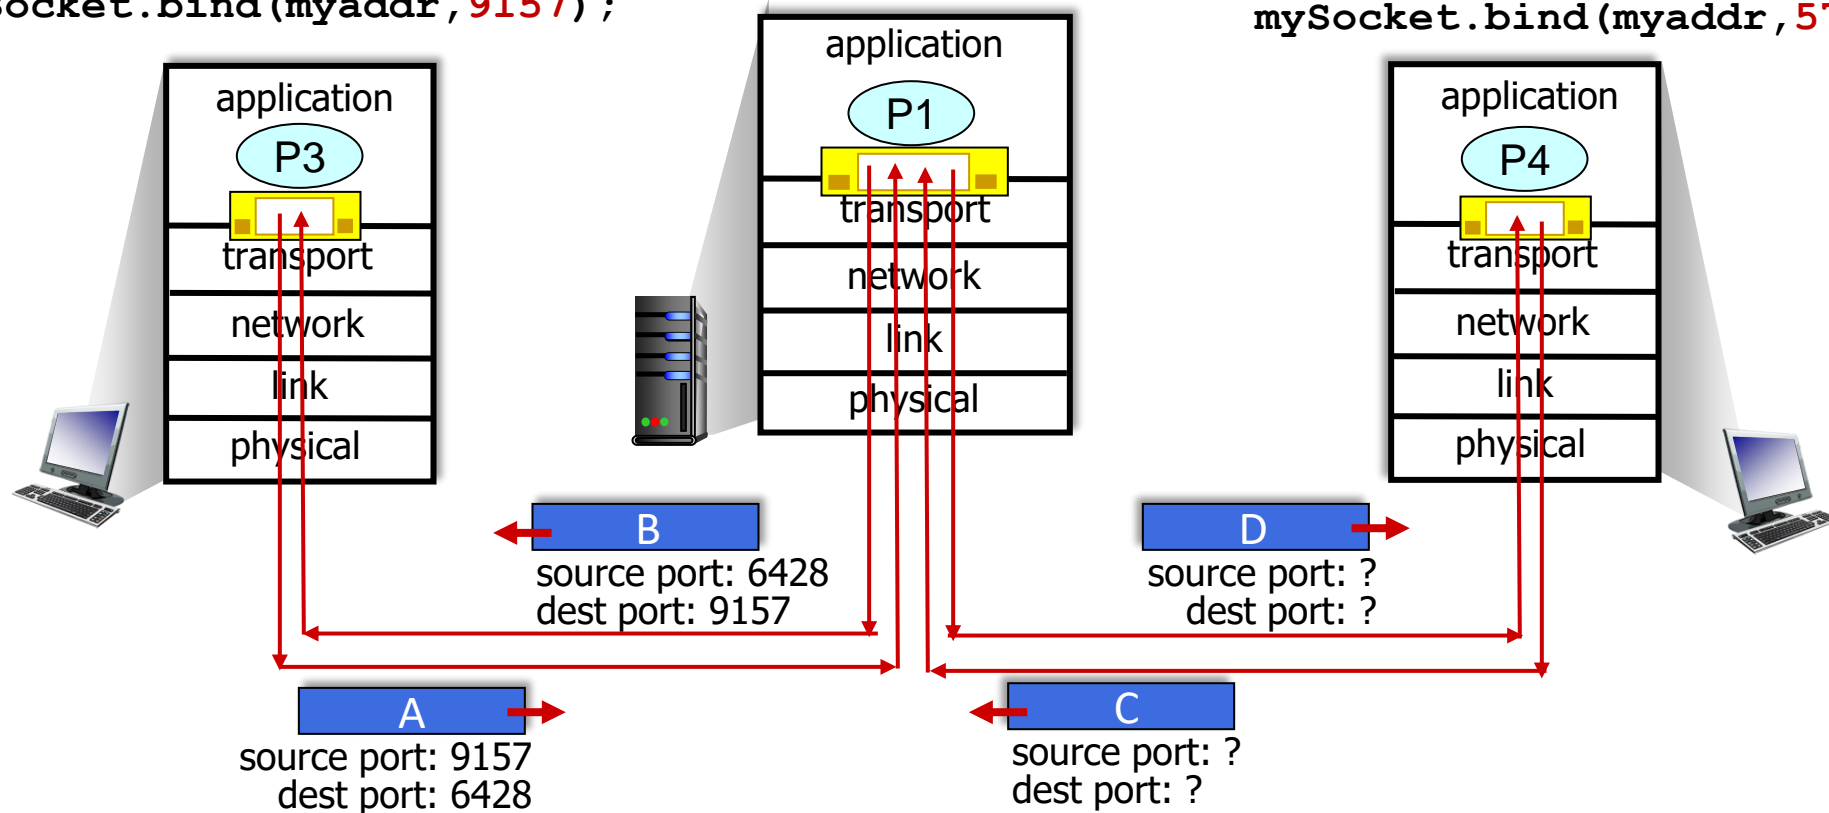 ocket.bind(myaddr,9157);
mySocket.bind(myaddr,57
application
P3
transport
network
link
physical
application
P1
transport
network
link
physical
application
P4
transport
network
link
physical
B
source port: 6428
dest port: 9157
D
source port: ?
dest port: ?
A
source port: 9157
dest port: 6428
C
source port: ?
dest port: ?